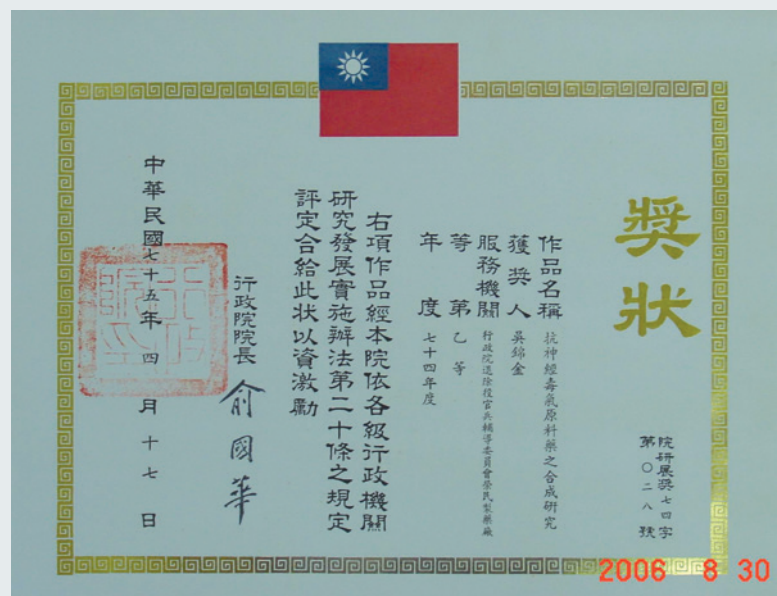 獎狀
院研展獎七四字
第〇二八號
作品名稱 抗神經毒氣原料藥之合成研究
獲獎人 吳錦金
服務機關 行政院退除役官兵輔導委員會榮民製藥廠
等第 乙等
年度 七十四年度
右項作品經本院依各級行政機關
研究發展實施辦法第二十條之規定
評定合給此狀以資激勵
行政院院長 俞國華
中華民國七十五年四月十七日
2006 8 30